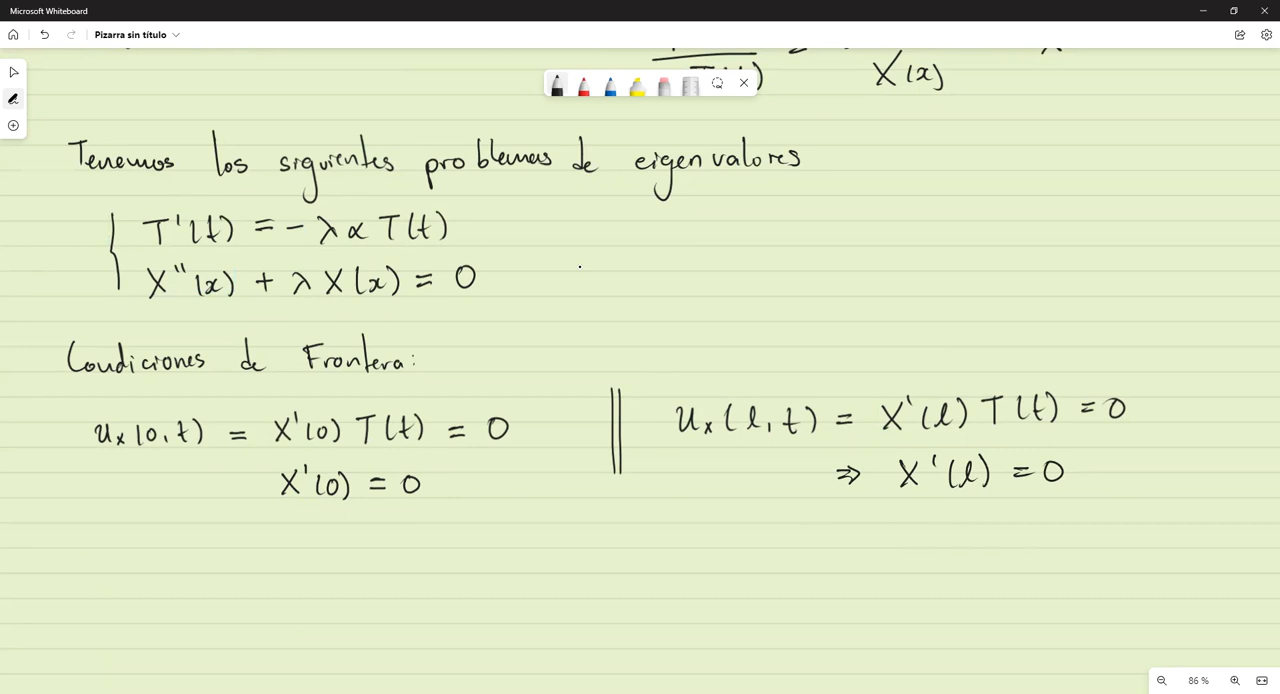 Microsoft Whiteboard
Pizarra sin título
X(x)
Tenemos los siguientes problemas de eigenvalores
T'(t) = - λ α T(t)
X''(x) + λ X(x) = 0
Condiciones de Frontera:
u_x(0,t) = X'(0) T(t) = 0
X'(0) = 0
u_x(l,t) = X'(l) T(t) = 0
⇒ X'(l) = 0
86 %